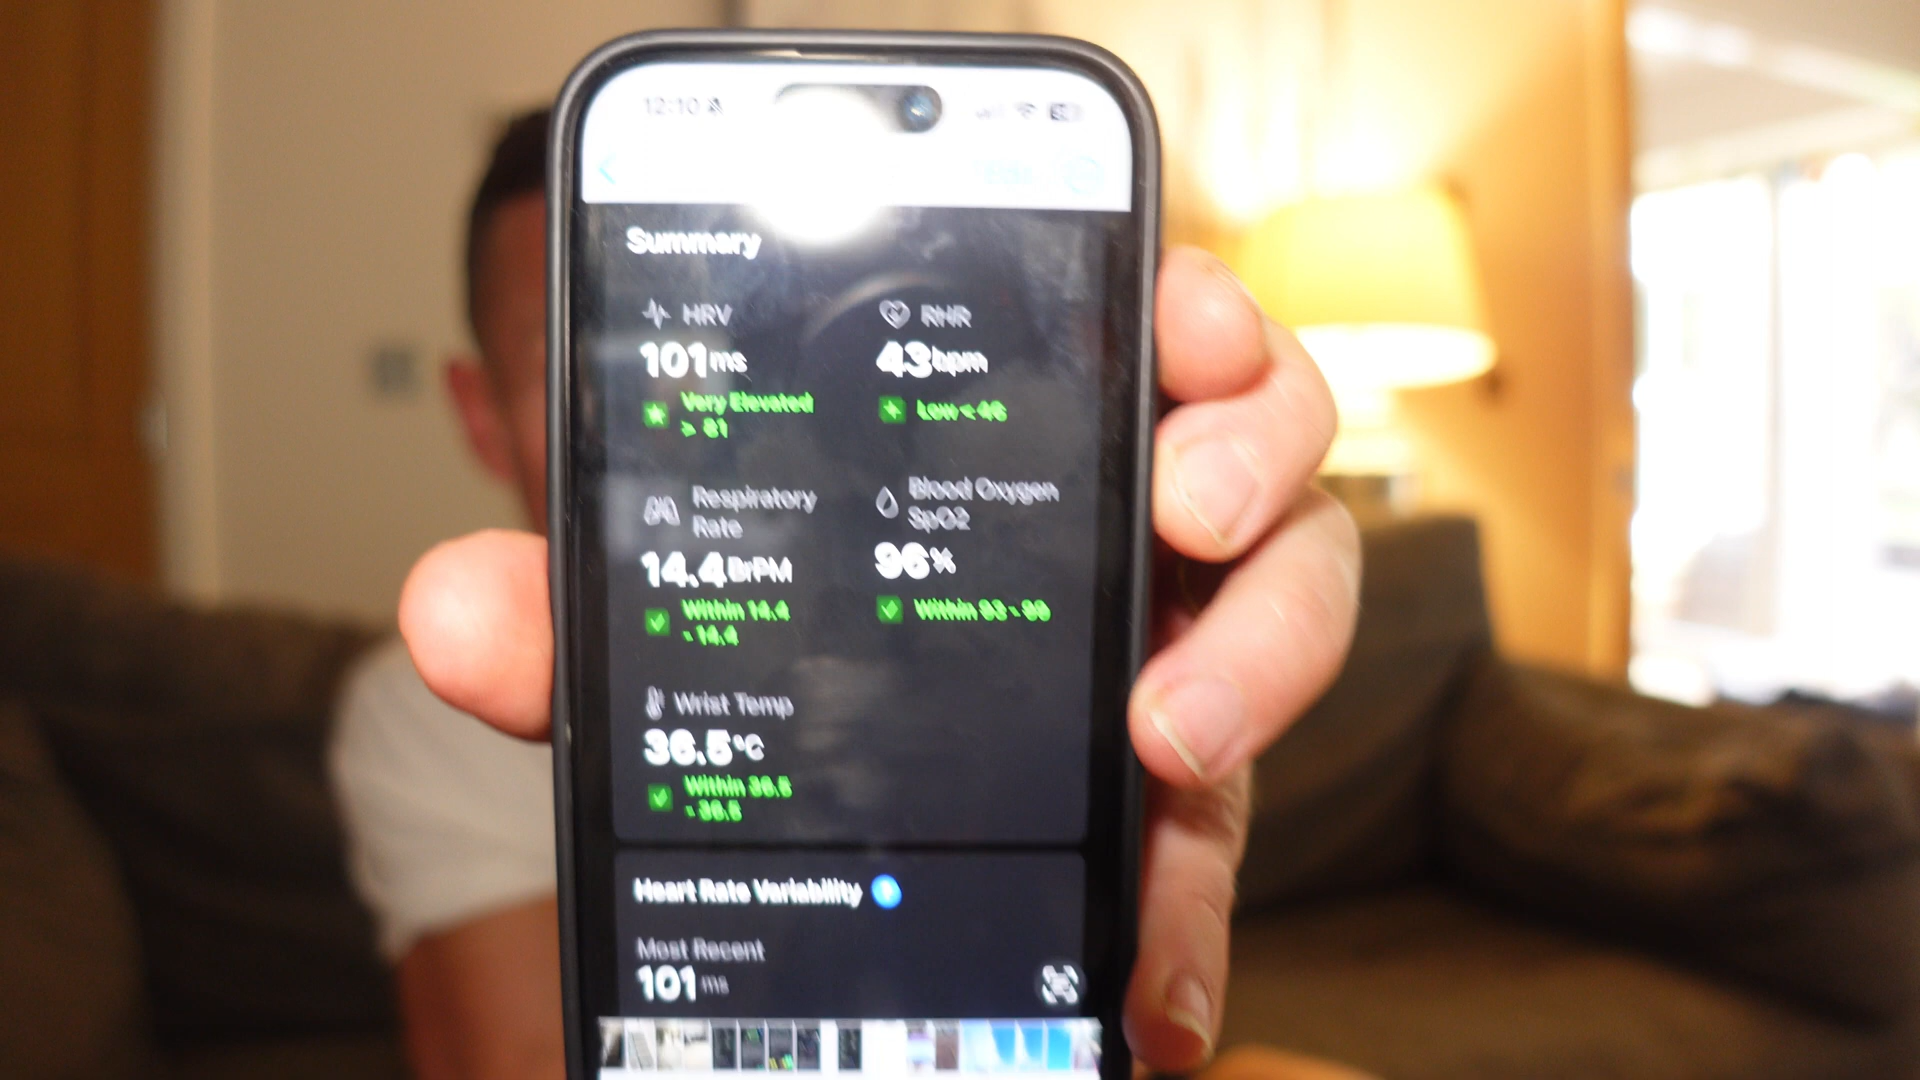 12:10
Summary
HRV
101ms
Very Elevated
> 81
RHR
43bpm
Low < 46
Respiratory
Rate
14.4BrPM
Within 14.4
- 14.4
Blood Oxygen
SpO2
96%
Within 93 - 99
Wrist Temp
36.5°C
Within 36.5
- 36.5
Heart Rate Variability
Most Recent
101 ms